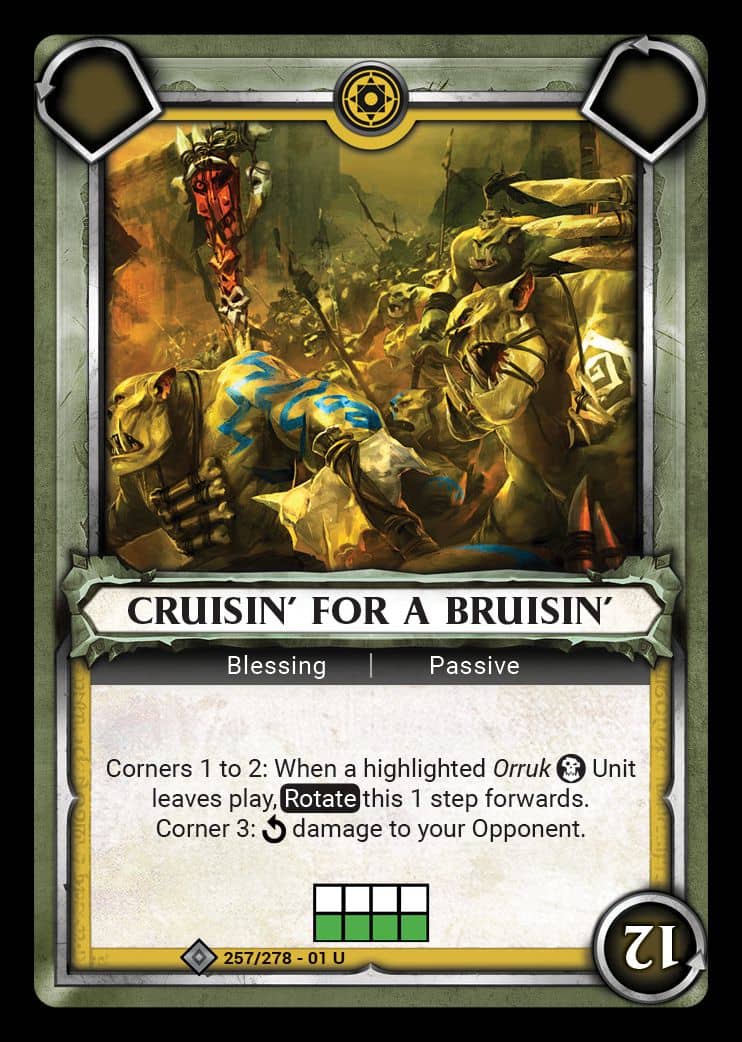 CRUISIN' FOR A BRUISIN'
Blessing | Passive
Corners 1 to 2: When a highlighted Orruk Unit
leaves play, Rotate this 1 step forwards.
Corner 3: damage to your Opponent.
257/278 - 01 U
12